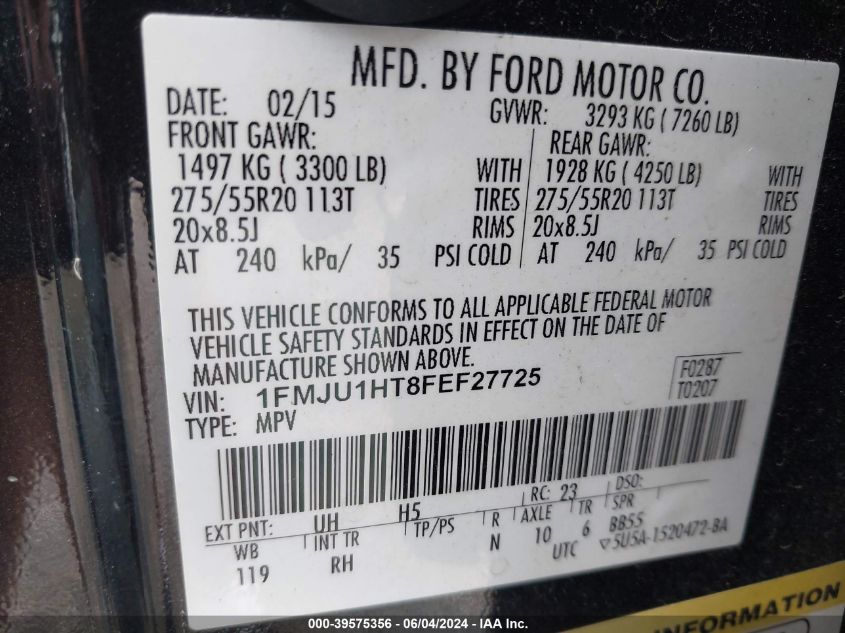 MFD. BY FORD MOTOR CO.
DATE: 02/15 GVWR: 3293 KG ( 7260 LB)
FRONT GAWR: REAR GAWR:
1497 KG ( 3300 LB) WITH 1928 KG ( 4250 LB) WITH
275/55R20 113T TIRES 275/55R20 113T TIRES
20x8.5J RIMS 20x8.5J RIMS
AT 240 kPa/ 35 PSI COLD AT 240 kPa/ 35 PSI COLD
THIS VEHICLE CONFORMS TO ALL APPLICABLE FEDERAL MOTOR
VEHICLE SAFETY STANDARDS IN EFFECT ON THE DATE OF
MANUFACTURE SHOWN ABOVE.
VIN: 1FMJU1HT8FEF27725 F0287
TYPE: MPV T0207
EXT PNT: UH H5 RC: 23 DSO:
WB INT TR TP/PS R AXLE TR SPR
119 RH N 10 6 BB55
UTC ▽5U5A-1520472-BA
INFORMATION
000-39575356 - 06/04/2024 - IAA Inc.